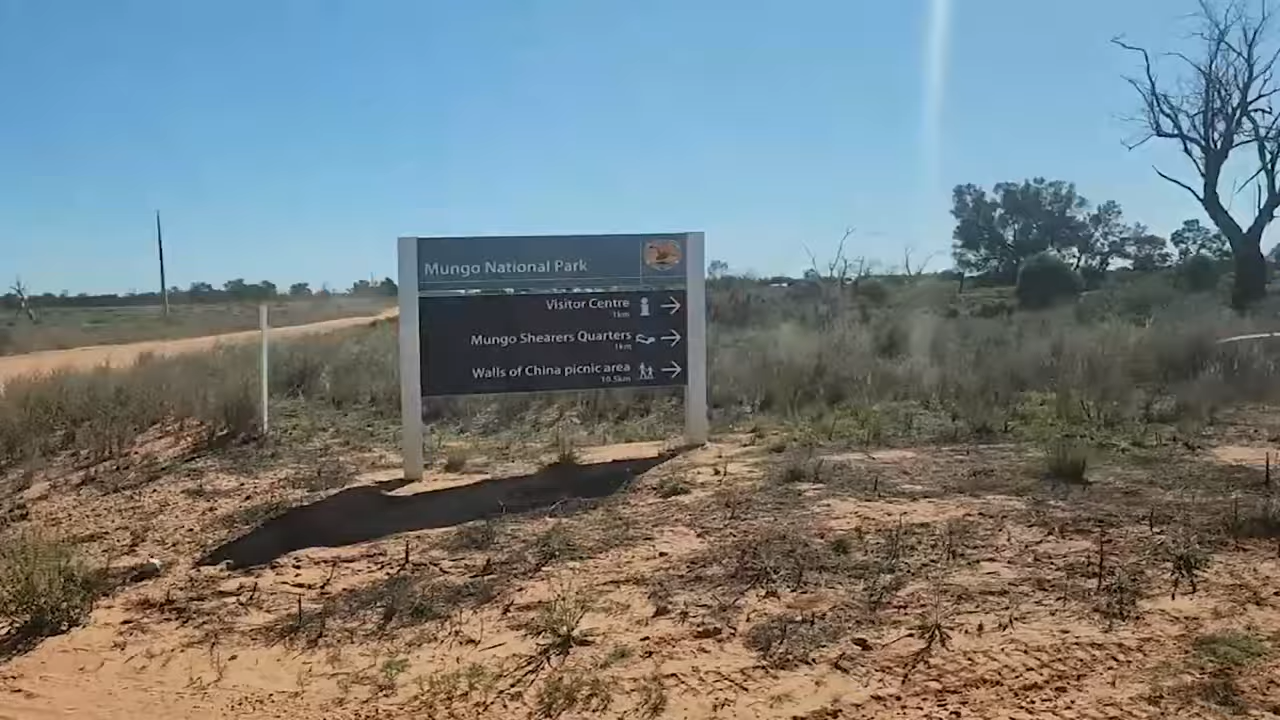 Mungo National Park
Visitor Centre
1km
Mungo Shearers Quarters
1km
Walls of China picnic area
10.5km